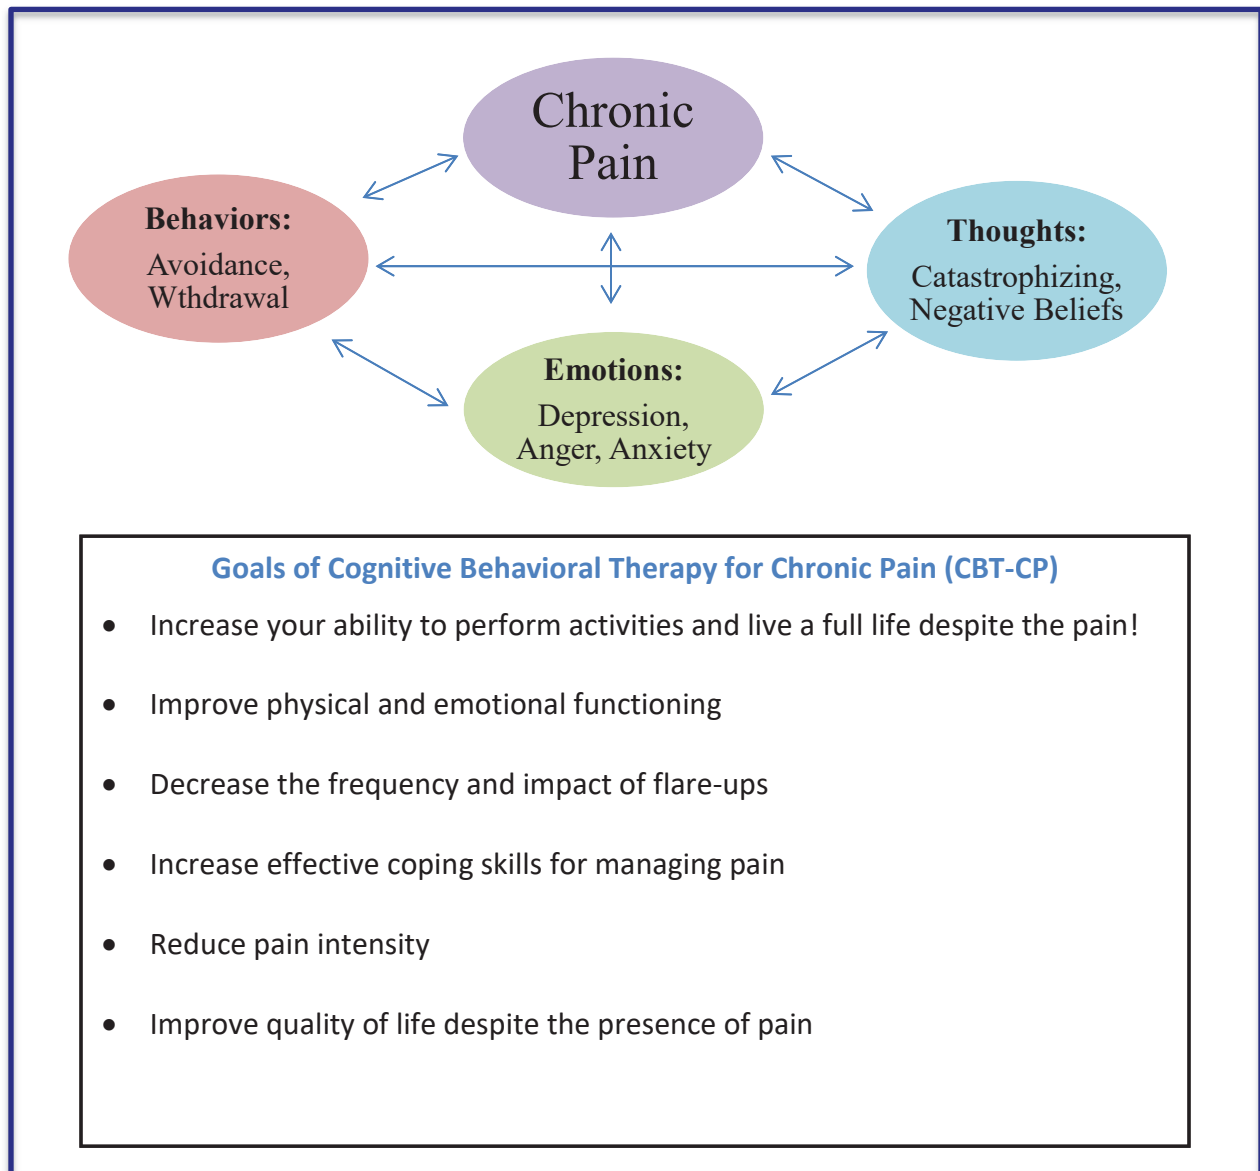 Chronic
Pain
Behaviors:
Avoidance,
Wthdrawal
Thoughts:
Catastrophizing,
Negative Beliefs
Emotions:
Depression,
Anger, Anxiety
Goals of Cognitive Behavioral Therapy for Chronic Pain (CBT-CP)
• Increase your ability to perform activities and live a full life despite the pain!
• Improve physical and emotional functioning
• Decrease the frequency and impact of flare-ups
• Increase effective coping skills for managing pain
• Reduce pain intensity
• Improve quality of life despite the presence of pain